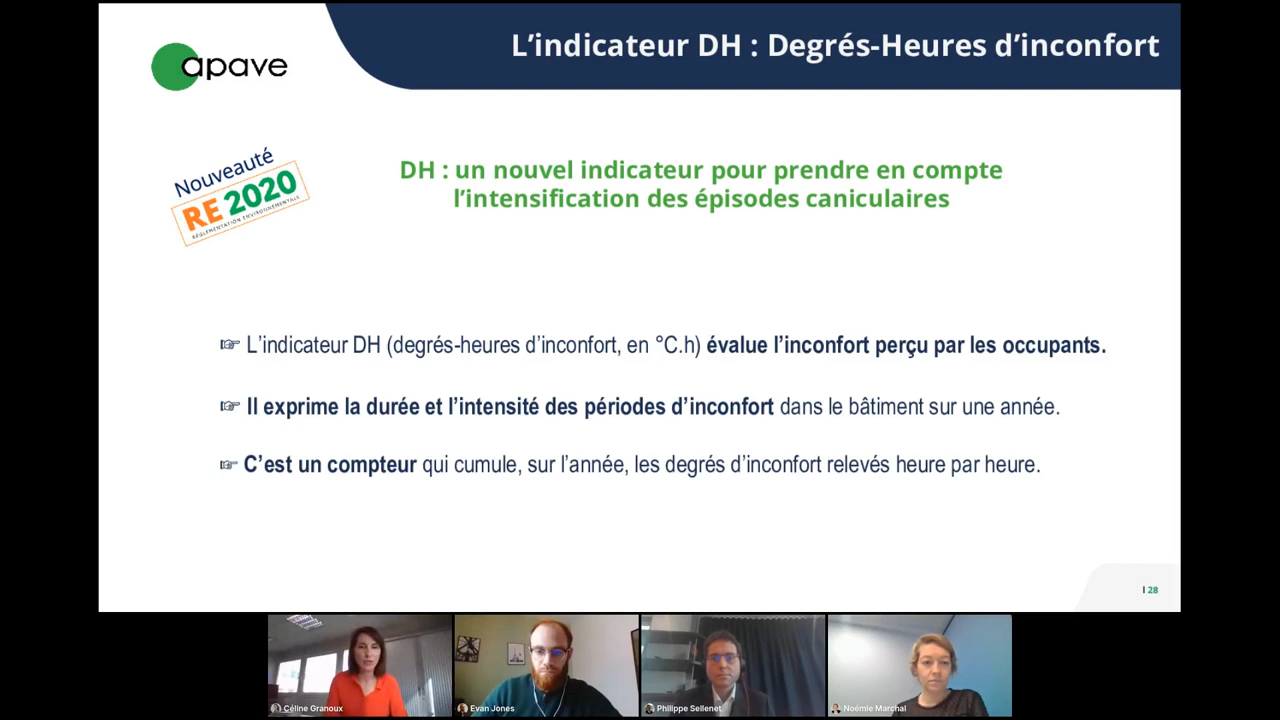 L'indicateur DH : Degrés-Heures d'inconfort
apave
Nouveauté
RE 2020
RÉGLEMENTATION ENVIRONNEMENTALE
DH : un nouvel indicateur pour prendre en compte
l'intensification des épisodes caniculaires
☞ L'indicateur DH (degrés-heures d'inconfort, en °C.h) évalue l'inconfort perçu par les occupants.
☞ Il exprime la durée et l'intensité des périodes d'inconfort dans le bâtiment sur une année.
☞ C'est un compteur qui cumule, sur l'année, les degrés d'inconfort relevés heure par heure.
I 28
Céline Granoux
Evan Jones
Philippe Sellenet
Noémie Marchal